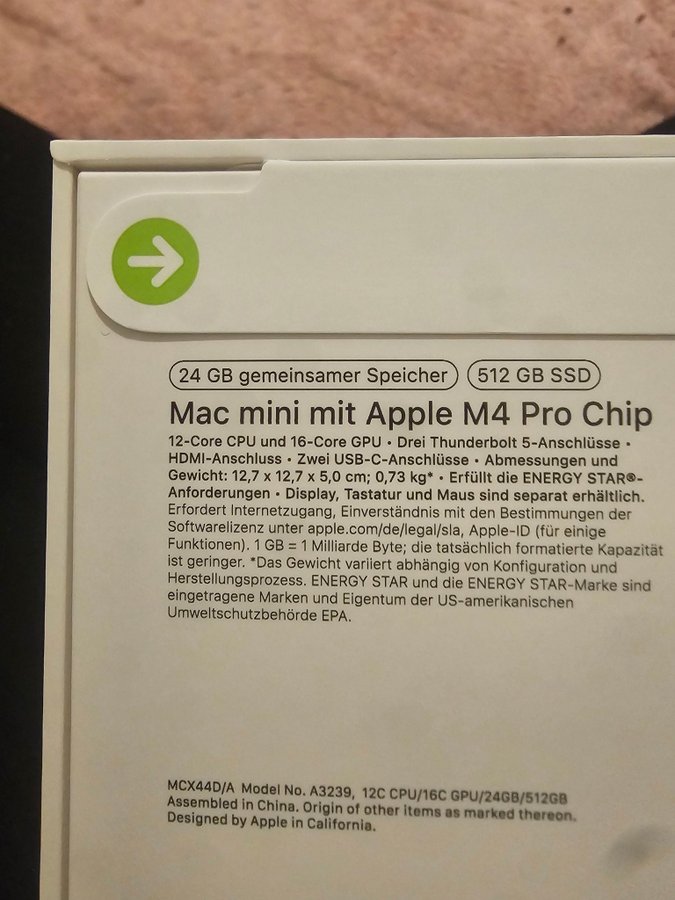 24 GB gemeinsamer Speicher 512 GB SSD
Mac mini mit Apple M4 Pro Chip
12-Core CPU und 16-Core GPU • Drei Thunderbolt 5-Anschlüsse •
HDMI-Anschluss • Zwei USB-C-Anschlüsse • Abmessungen und
Gewicht: 12,7 x 12,7 x 5,0 cm; 0,73 kg* • Erfüllt die ENERGY STAR®-
Anforderungen • Display, Tastatur und Maus sind separat erhältlich.
Erfordert Internetzugang, Einverständnis mit den Bestimmungen der
Softwarelizenz unter apple.com/de/legal/sla, Apple-ID (für einige
Funktionen). 1 GB = 1 Milliarde Byte; die tatsächlich formatierte Kapazität
ist geringer. *Das Gewicht variiert abhängig von Konfiguration und
Herstellungsprozess. ENERGY STAR und die ENERGY STAR-Marke sind
eingetragene Marken und Eigentum der US-amerikanischen
Umweltschutzbehörde EPA.
MCX44D/A Model No. A3239, 12C CPU/16C GPU/24GB/512GB
Assembled in China. Origin of other items as marked thereon.
Designed by Apple in California.